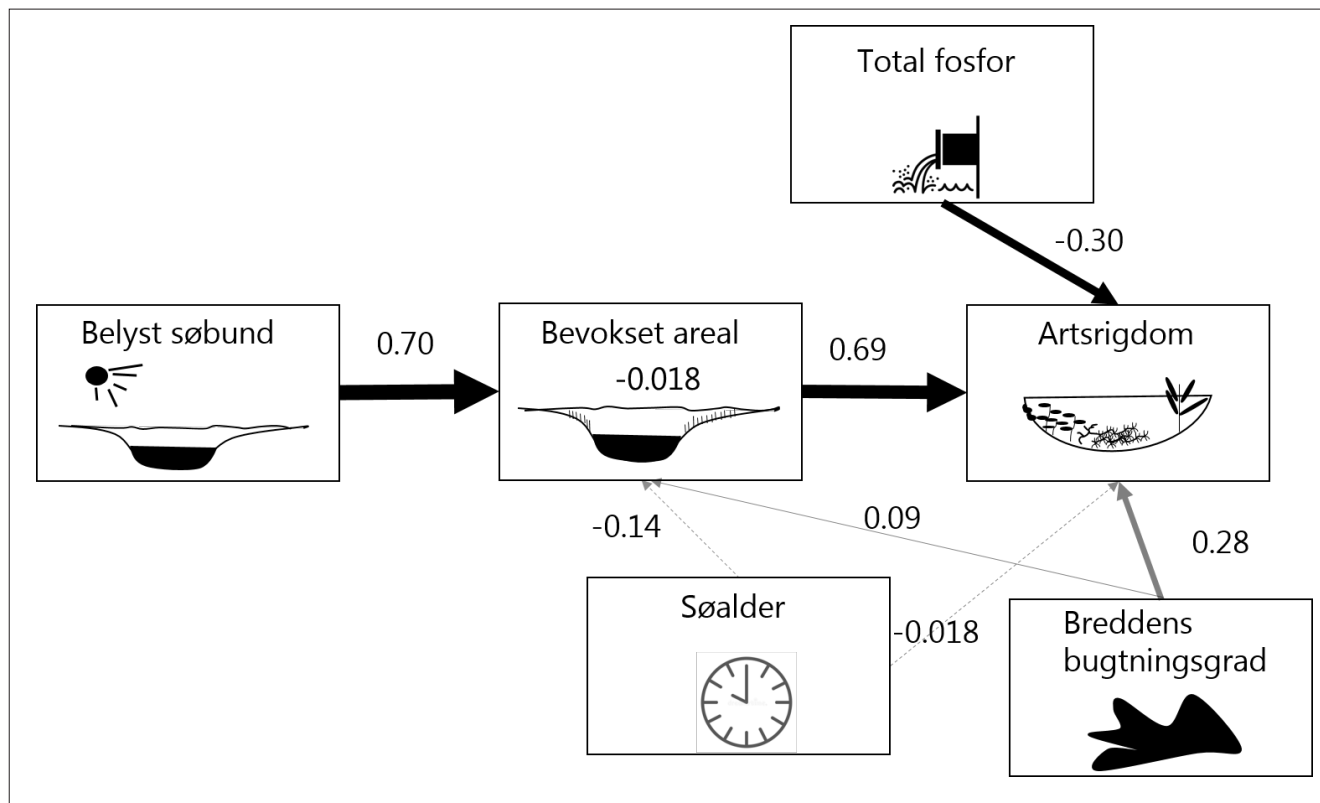 Total fosfor
-0.30
Belyst søbund
0.70
Bevokset areal
-0.018
0.69
Artsrigdom
-0.14
0.09
0.28
Søalder
-0.018
Breddens
bugtningsgrad